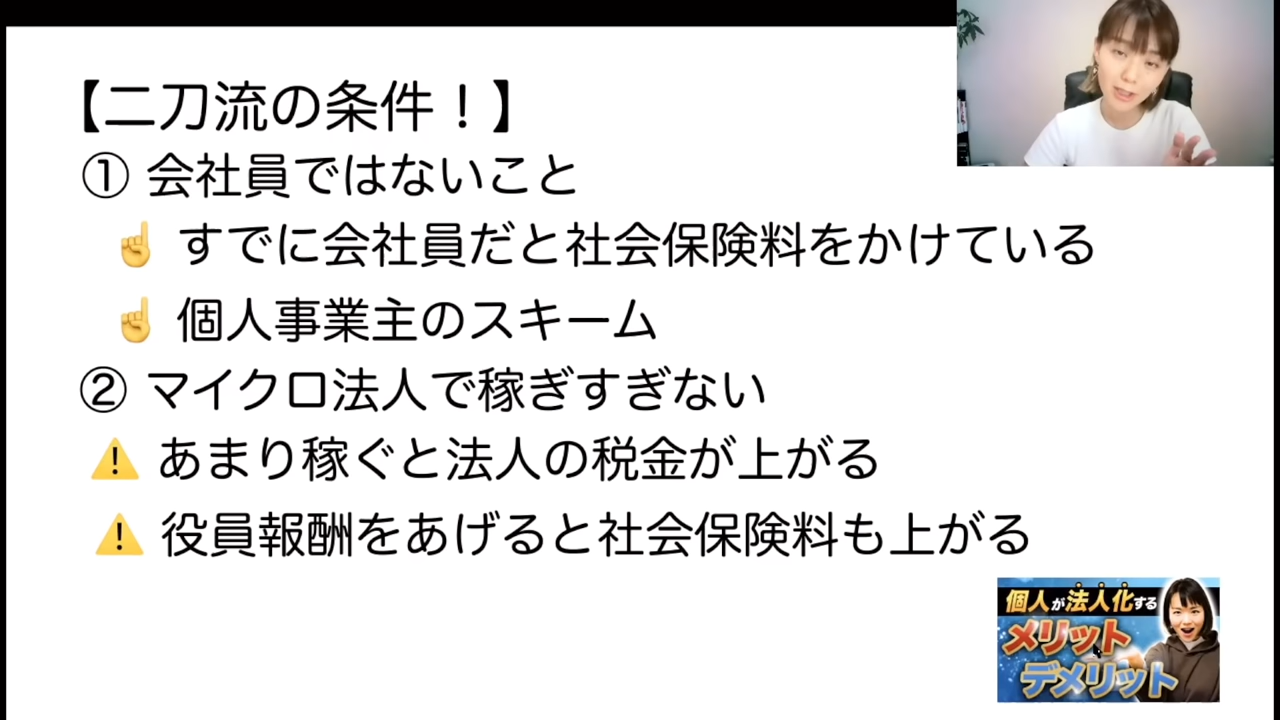 【二刀流の条件！】
① 会社員ではないこと
☝ すでに会社員だと社会保険料をかけている
☝ 個人事業主のスキーム
② マイクロ法人で稼ぎすぎない
⚠ あまり稼ぐと法人の税金が上がる
⚠ 役員報酬をあげると社会保険料も上がる
個人が法人化する
メリット
デメリット